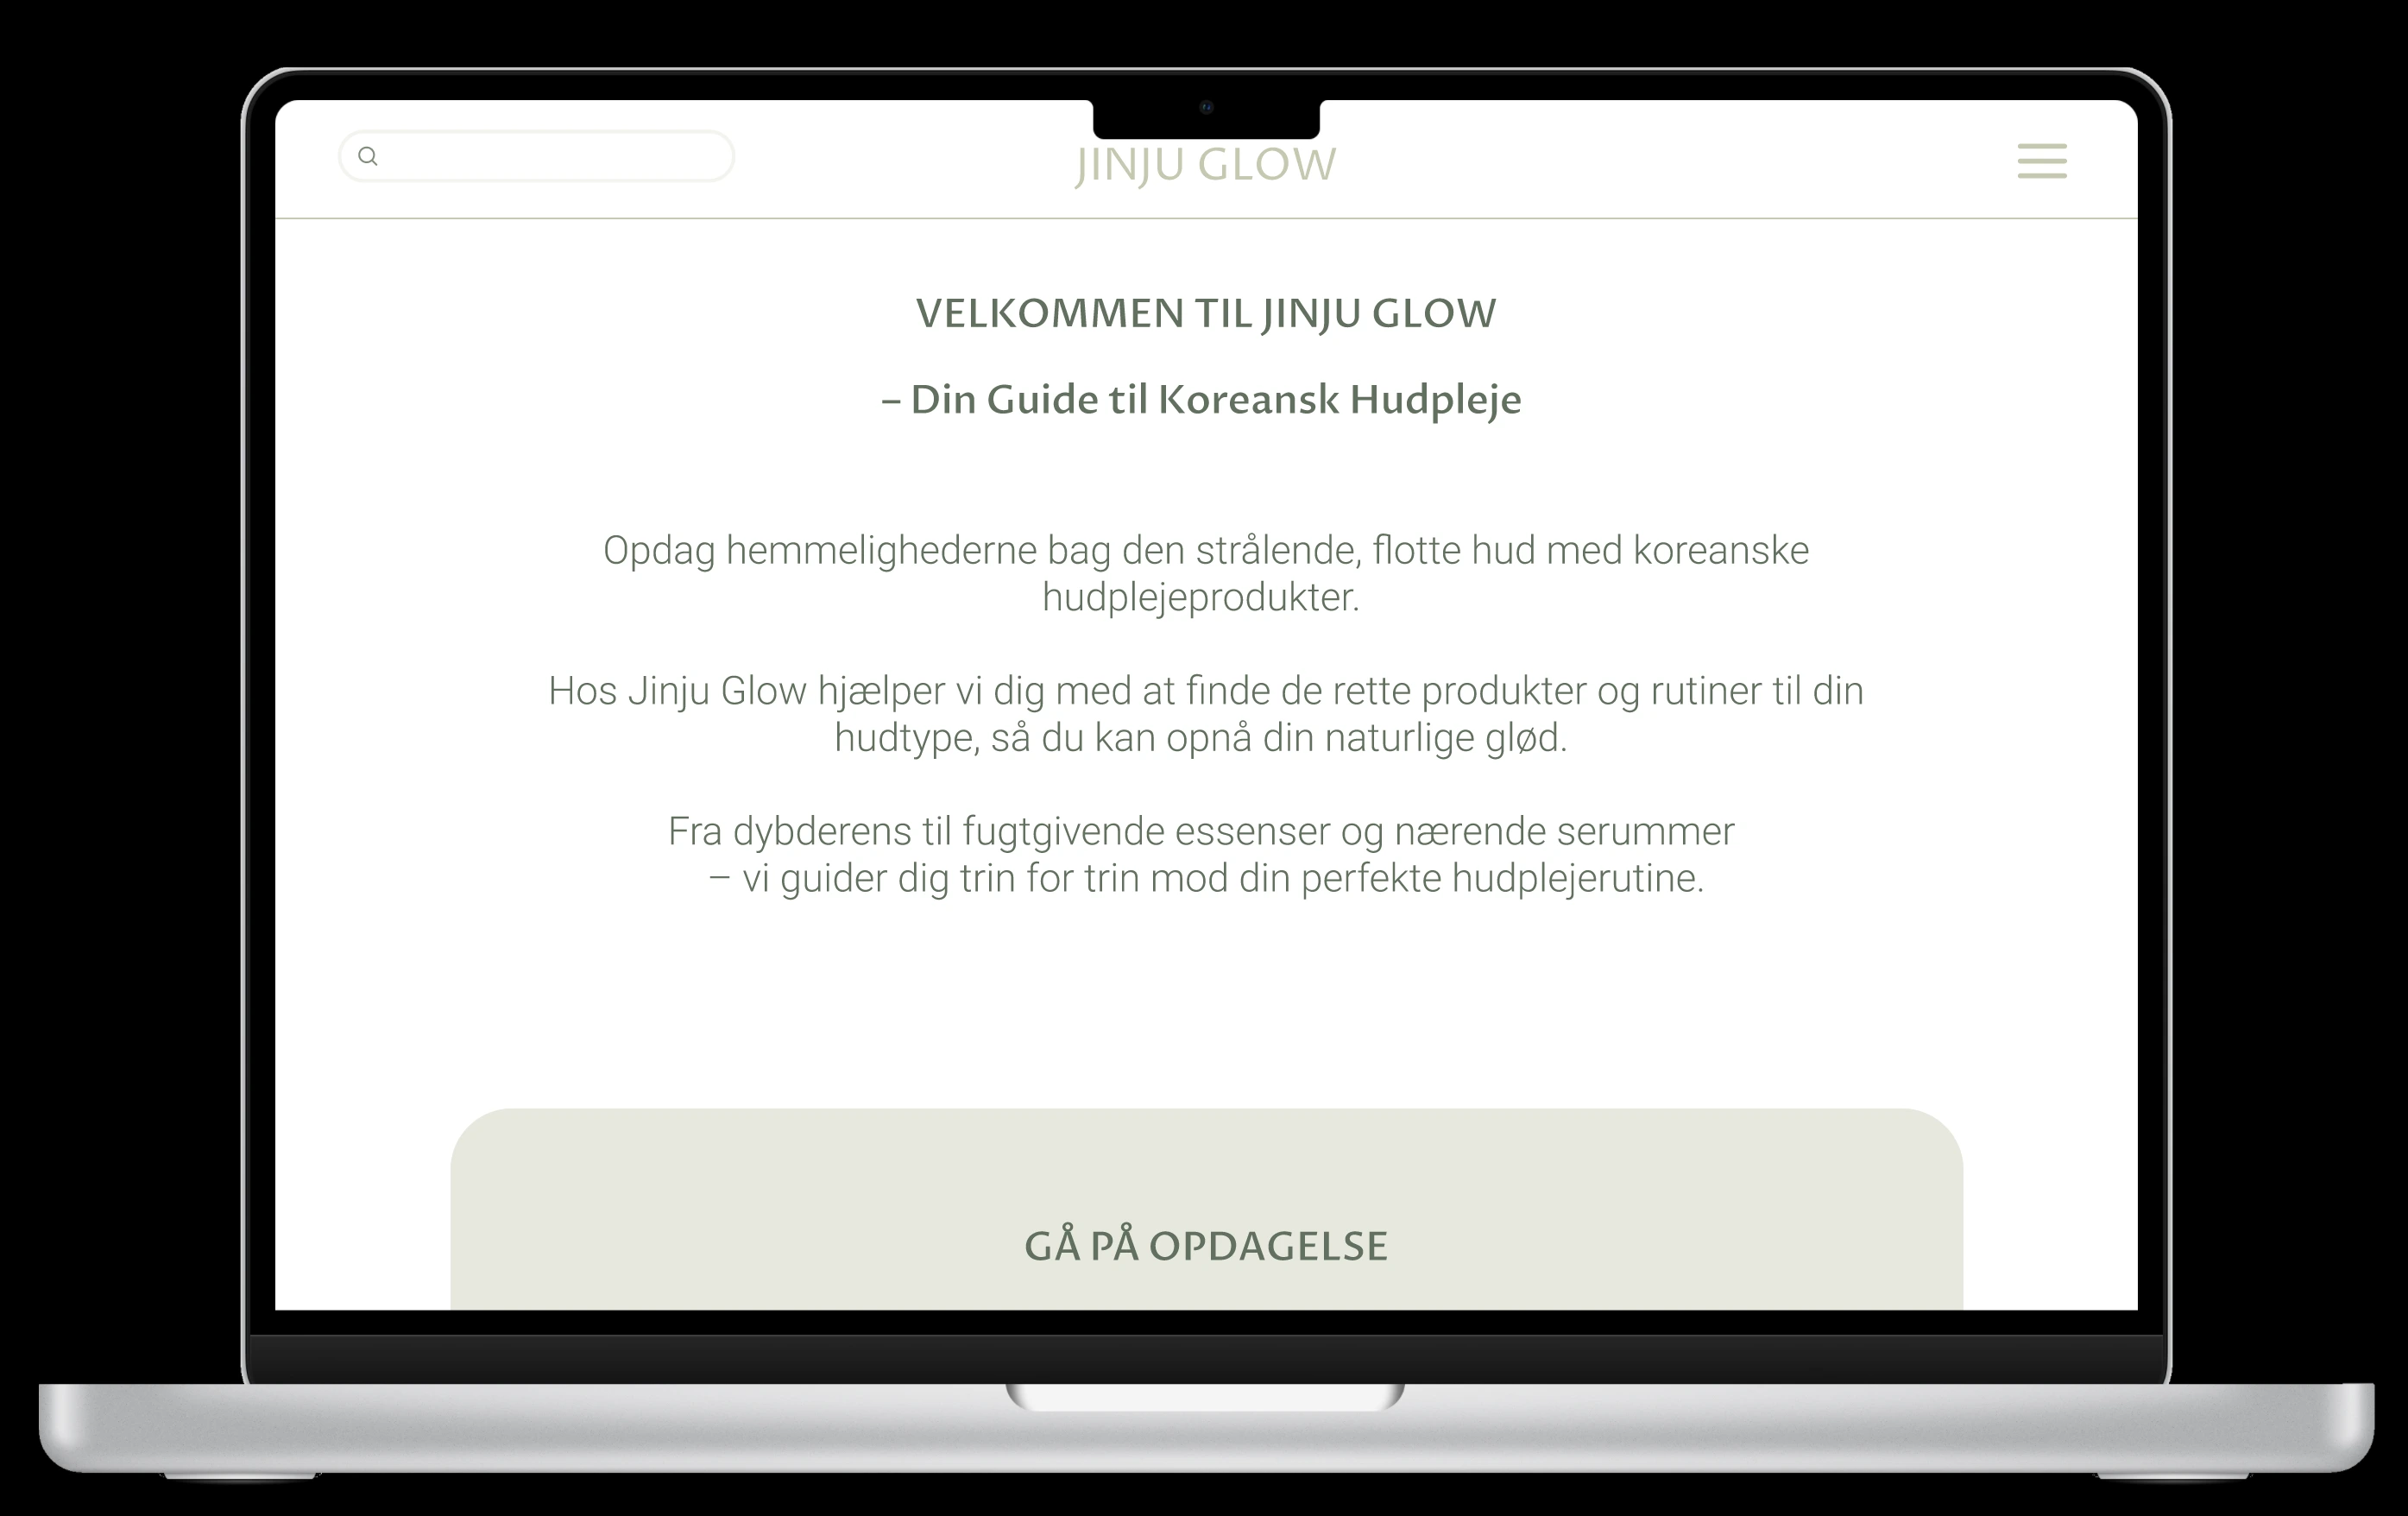 JINJU GLOW
VELKOMMEN TIL JINJU GLOW
– Din Guide til Koreansk Hudpleje
Opdag hemmelighederne bag den strålende, flotte hud med koreanske
hudplejeprodukter.
Hos Jinju Glow hjælper vi dig med at finde de rette produkter og rutiner til din
hudtype, så du kan opnå din naturlige glød.
Fra dybderens til fugtgivende essenser og nærende serummer
– vi guider dig trin for trin mod din perfekte hudplejerutine.
GÅ PÅ OPDAGELSE